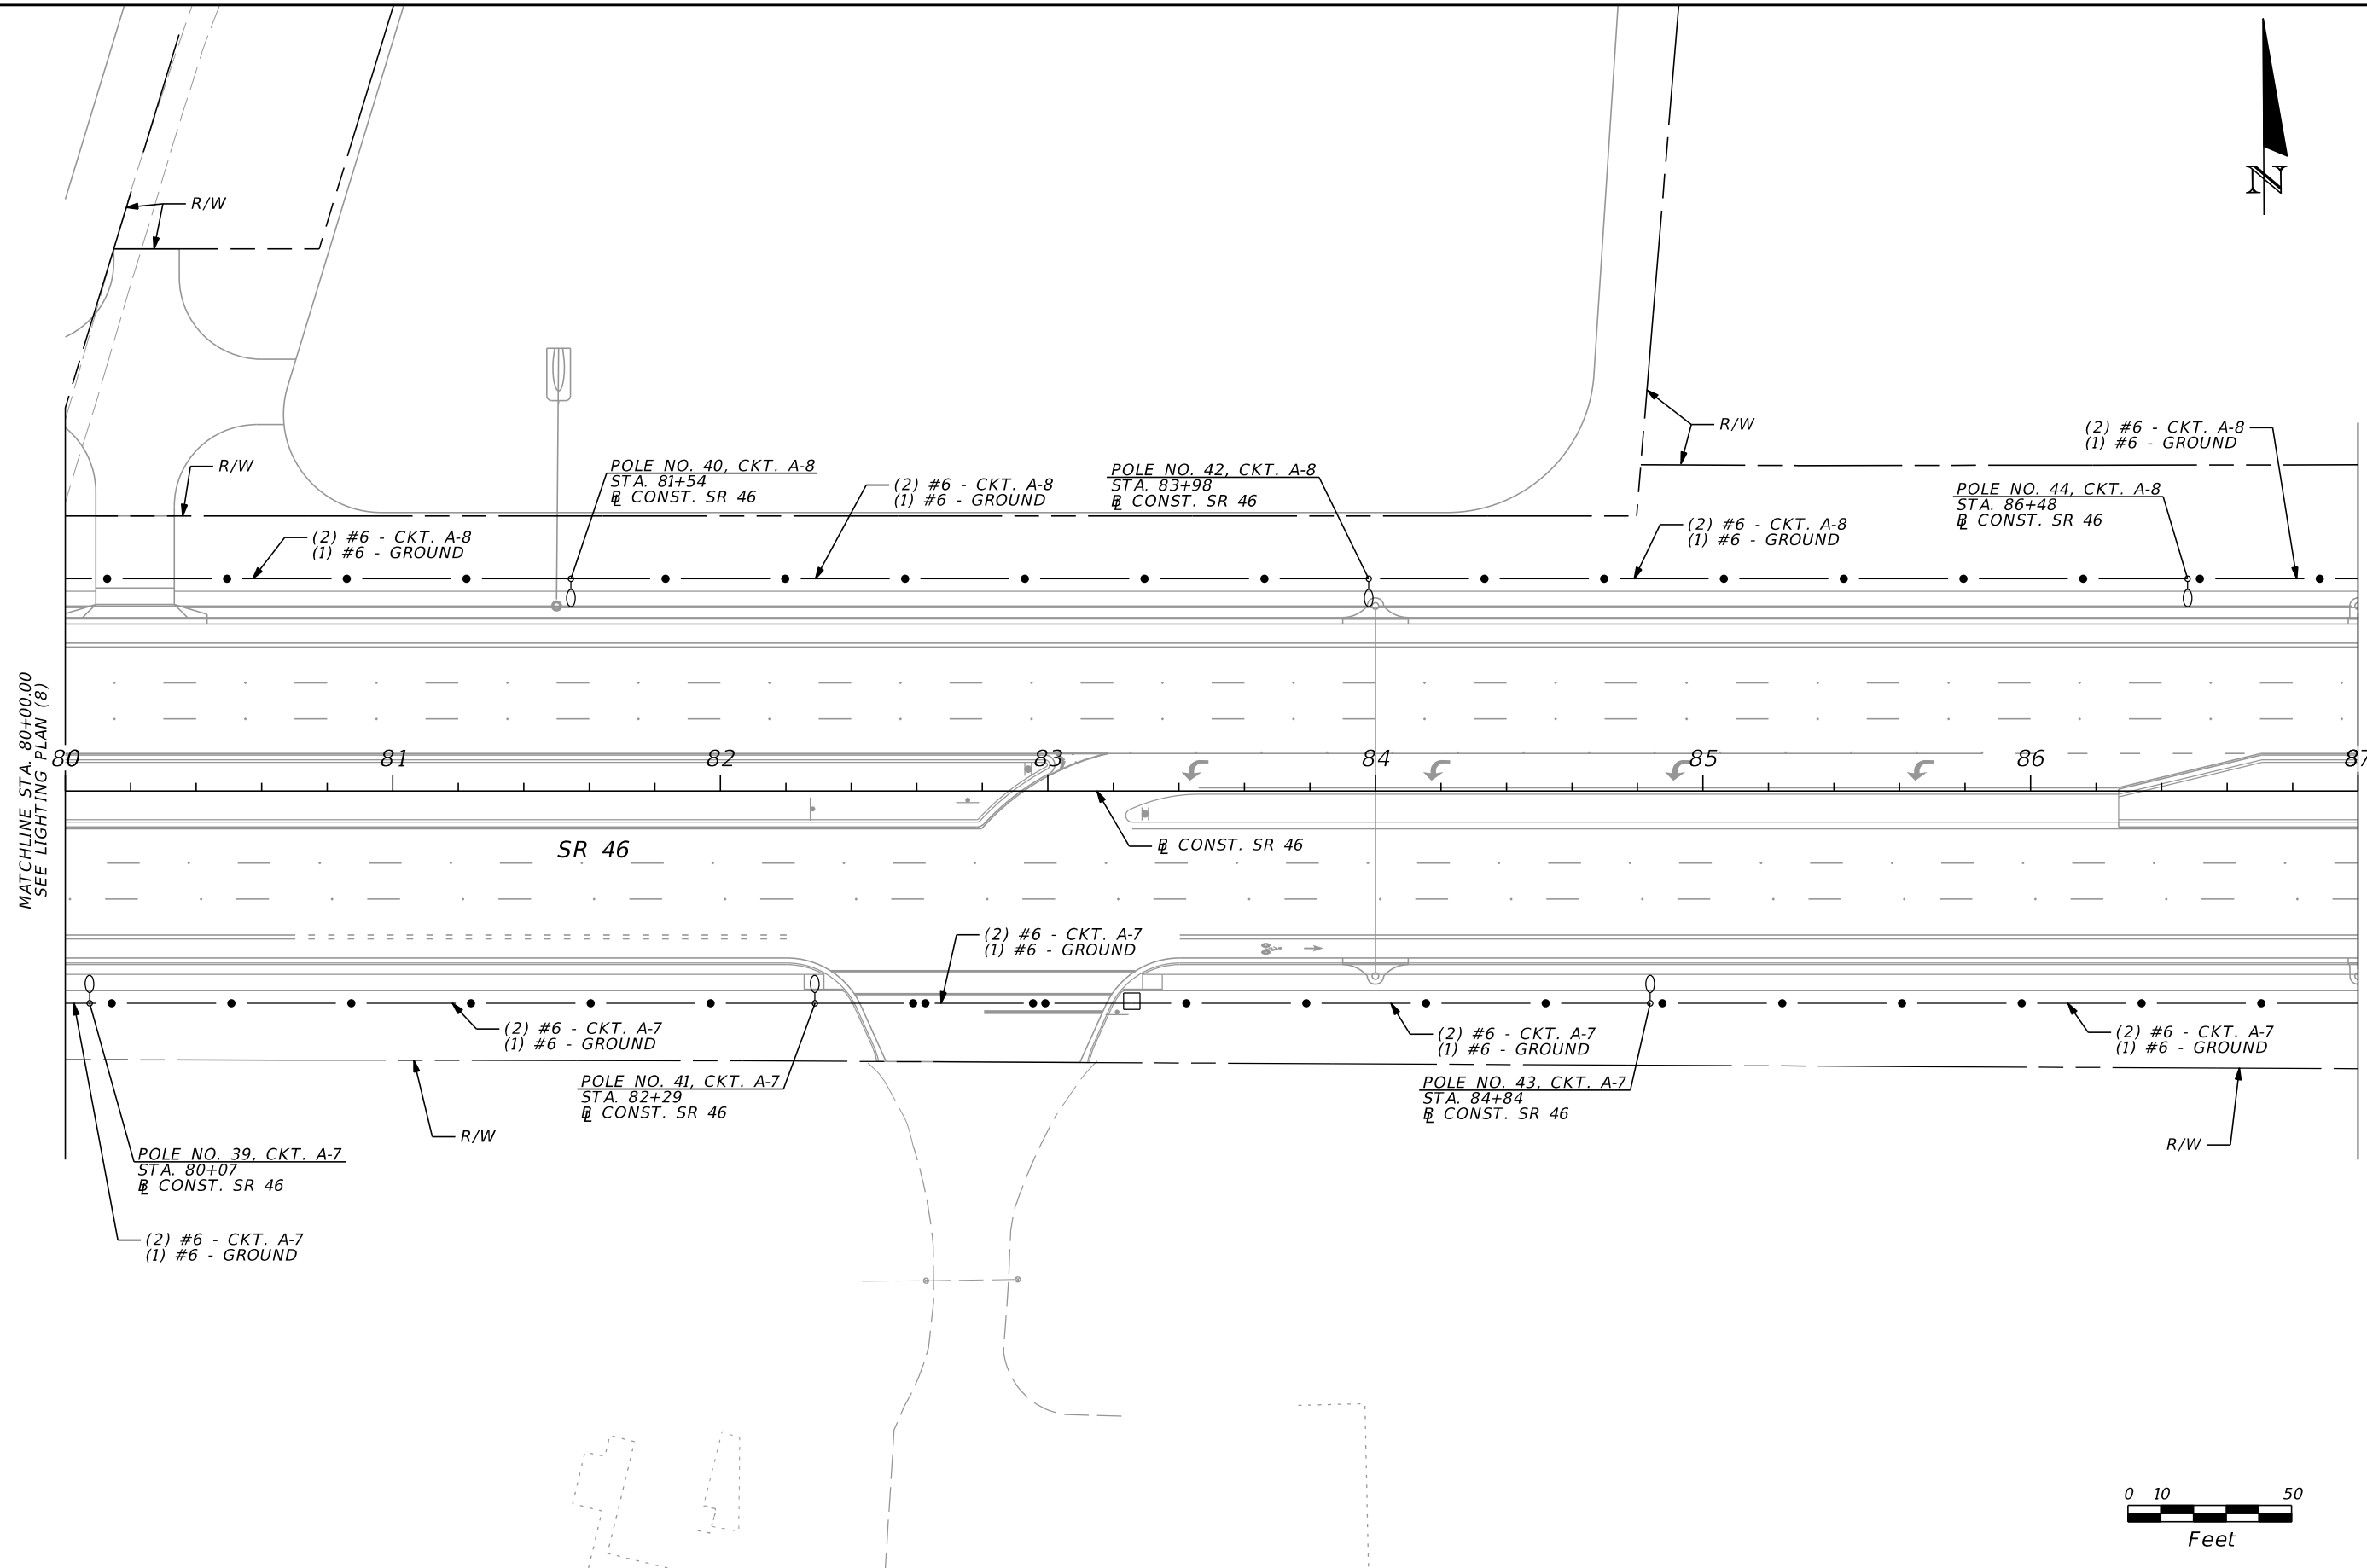 N
R/W
R/W
R/W
(2) #6 - CKT. A-8
(1) #6 - GROUND
POLE NO. 40, CKT. A-8
STA. 81+54
℄ CONST. SR 46
(2) #6 - CKT. A-8
(1) #6 - GROUND
POLE NO. 42, CKT. A-8
STA. 83+98
BL CONST. SR 46
POLE NO. 44, CKT. A-8
STA. 86+48
BL CONST. SR 46
(2) #6 - CKT. A-8
(1) #6 - GROUND
(2) #6 - CKT. A-8
(1) #6 - GROUND
MATCHLINE STA. 80+00.00
SEE LIGHTING PLAN (8)
80 81 82 83 84 85 86 87
SR 46
BL CONST. SR 46
(2) #6 - CKT. A-7
(1) #6 - GROUND
(2) #6 - CKT. A-7
(1) #6 - GROUND
(2) #6 - CKT. A-7
(1) #6 - GROUND
(2) #6 - CKT. A-7
(1) #6 - GROUND
POLE NO. 41, CKT. A-7
STA. 82+29
BL CONST. SR 46
POLE NO. 43, CKT. A-7
STA. 84+84
BL CONST. SR 46
R/W
R/W
POLE NO. 39, CKT. A-7
STA. 80+07
BL CONST. SR 46
(2) #6 - CKT. A-7
(1) #6 - GROUND
0 10 50
Feet